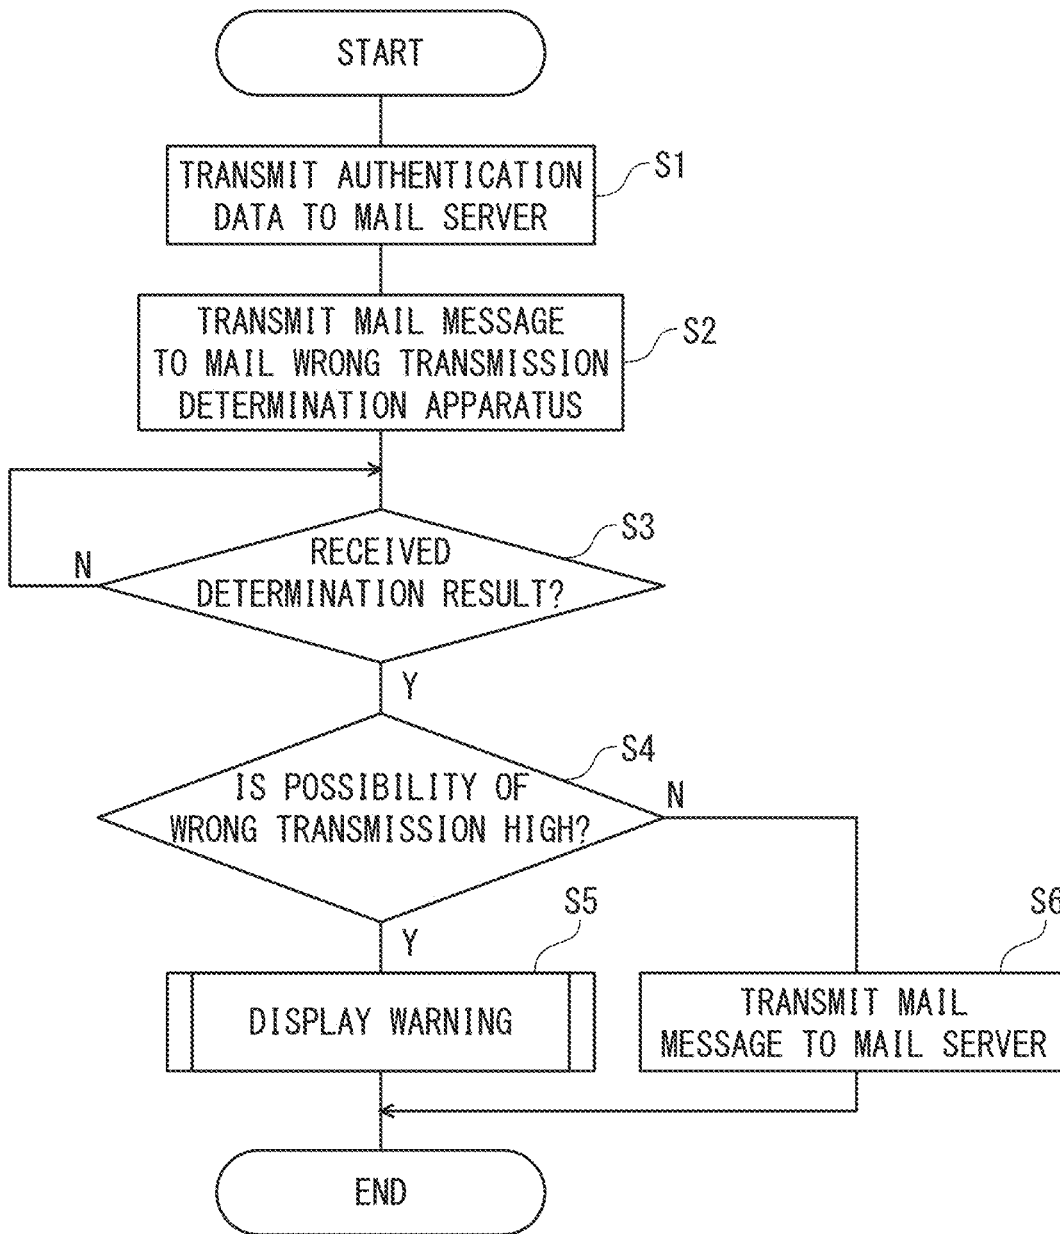 START
TRANSMIT AUTHENTICATION
DATA TO MAIL SERVER
S1
TRANSMIT MAIL MESSAGE
TO MAIL WRONG TRANSMISSION
DETERMINATION APPARATUS
S2
RECEIVED
DETERMINATION RESULT?
S3
N
Y
IS POSSIBILITY OF
WRONG TRANSMISSION HIGH?
S4
N
Y
DISPLAY WARNING
S5
TRANSMIT MAIL
MESSAGE TO MAIL SERVER
S6
END